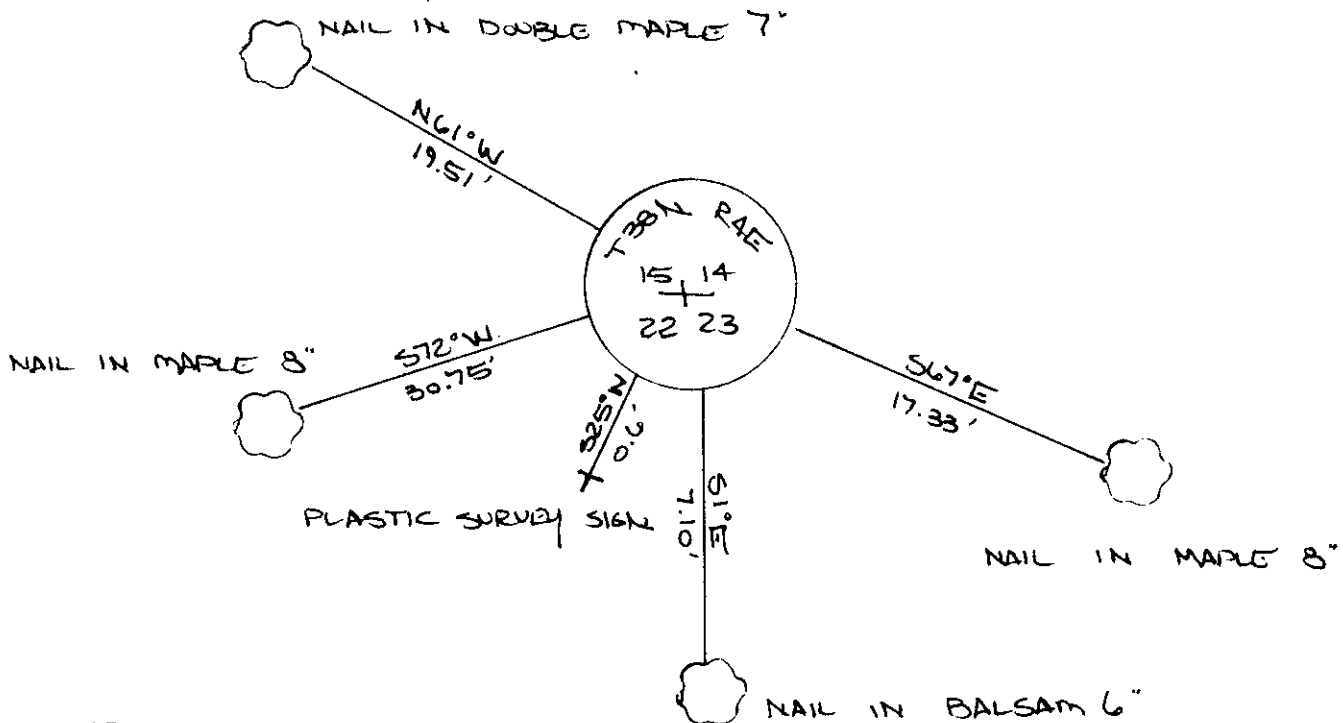 NAIL IN DOUBLE MAPLE 7"
N61°W
19.51'
T38N R4E
15 14
22 23
NAIL IN MAPLE 8"
S72°W.
30.75'
S67°E
17.33'
S25°W
0.6'
PLASTIC SURVEY SIGN
S1°E
7.10'
NAIL IN MAPLE 8"
NAIL IN BALSAM 6"